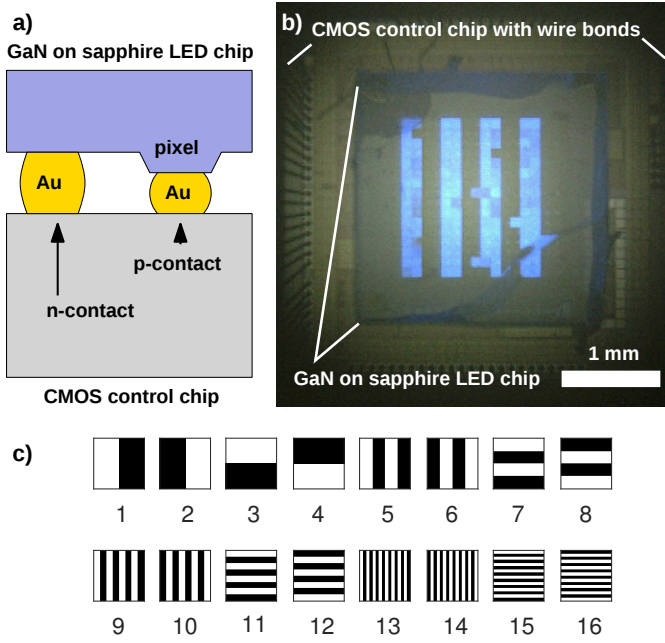 a)
GaN on sapphire LED chip
pixel
Au
Au
p-contact
n-contact
CMOS control chip
b)
CMOS control chip with wire bonds
1 mm
GaN on sapphire LED chip
c)
1 2 3 4 5 6 7 8
9 10 11 12 13 14 15 16